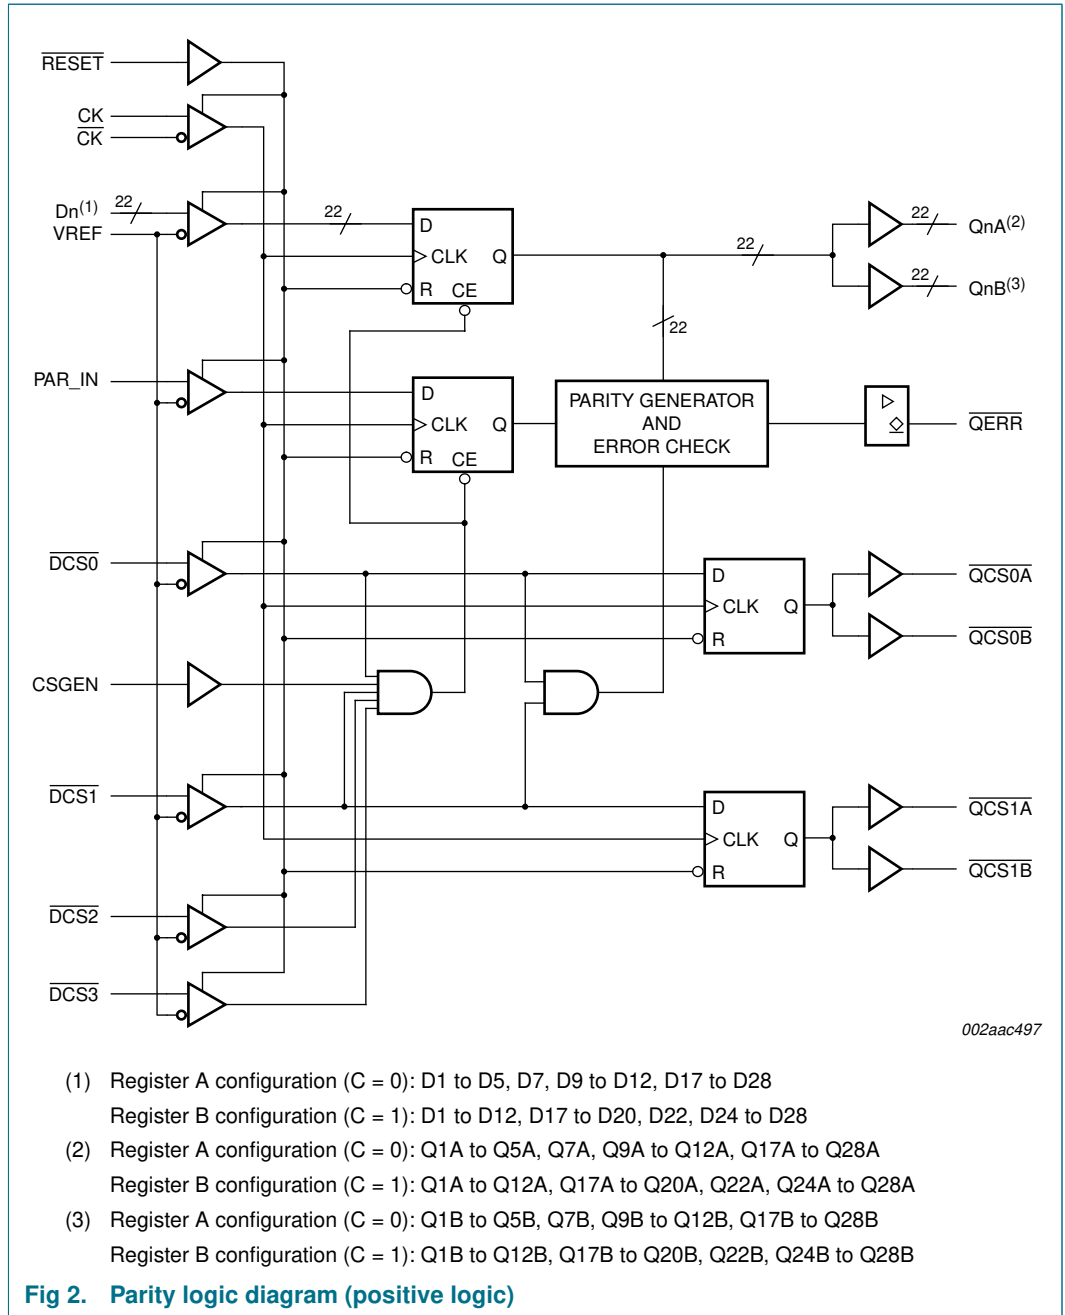 RESET
CK
CK
Dn(1) 22 22
VREF
D
CLK Q
R CE
22
22
22 QnA(2)
22 QnB(3)
PAR_IN
D
CLK Q
R CE
PARITY GENERATOR
AND
ERROR CHECK
QERR
DCS0
D
CLK Q
R
QCS0A
QCS0B
CSGEN
DCS1
D
CLK Q
R
QCS1A
QCS1B
DCS2
DCS3
002aac497
(1) Register A configuration (C = 0): D1 to D5, D7, D9 to D12, D17 to D28
Register B configuration (C = 1): D1 to D12, D17 to D20, D22, D24 to D28
(2) Register A configuration (C = 0): Q1A to Q5A, Q7A, Q9A to Q12A, Q17A to Q28A
Register B configuration (C = 1): Q1A to Q12A, Q17A to Q20A, Q22A, Q24A to Q28A
(3) Register A configuration (C = 0): Q1B to Q5B, Q7B, Q9B to Q12B, Q17B to Q28B
Register B configuration (C = 1): Q1B to Q12B, Q17B to Q20B, Q22B, Q24B to Q28B
Fig 2. Parity logic diagram (positive logic)